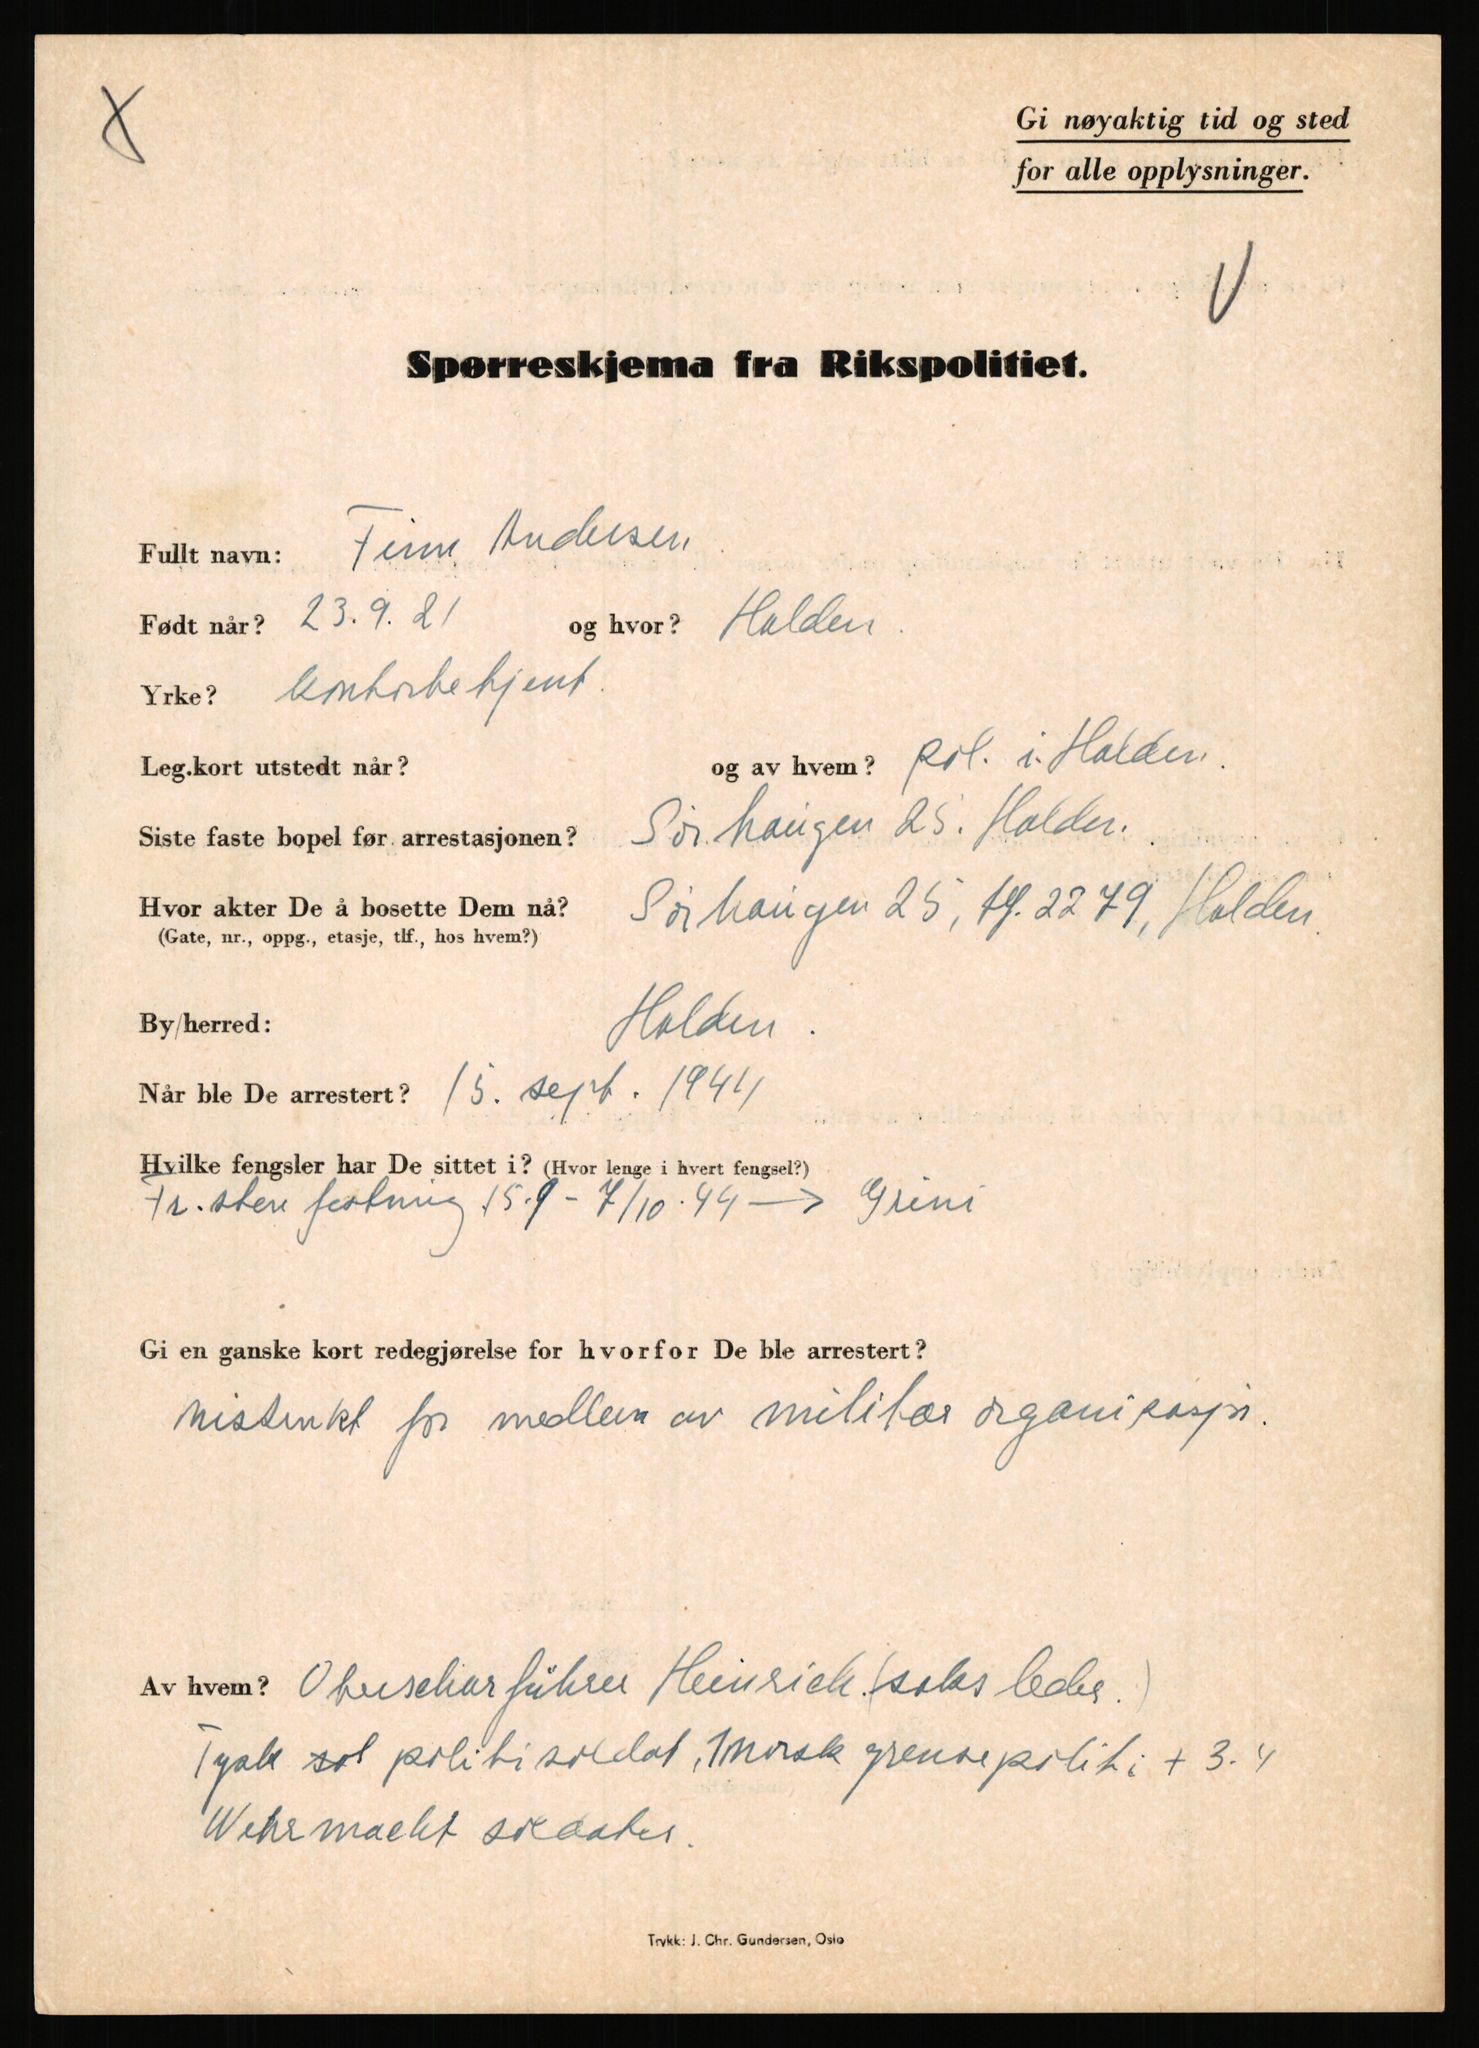 Gi nøyaktig tid og sted
for alle opplysninger.
Spørreskjema fra Rikspolitiet.
Fullt navn: Finn Andersen
Født når? 23.9.21 og hvor? Halden.
Yrke? kontorbetjent.
Leg.kort utstedt når? og av hvem? pol. i. Halden.
Siste faste bopel før arrestasjonen? Sørhaugen 25. Halden.
Hvor akter De å bosette Dem nå? Sørhaugen 25, tlf. 2279, Halden.
(Gate, nr., oppg., etasje, tlf., hos hvem?)
By/herred: Halden.
Når ble De arrestert? 15. sept. 1944
Hvilke fengsler har De sittet i? (Hvor lenge i hvert fengsel?)
Fr.sten festning 15.9 - 7/10.44 → Grini
Gi en ganske kort redegjørelse for hvorfor De ble arrestert?
Mistenkt for medlem av militær organisasjon.
Av hvem? Oberscharführer Heinrich. (saks leder.)
Tysk politisoldat, 1 norsk grensepoliti + 3.4
Wehrmacht soldater.
Trykk: J. Chr. Gundersen, Oslo